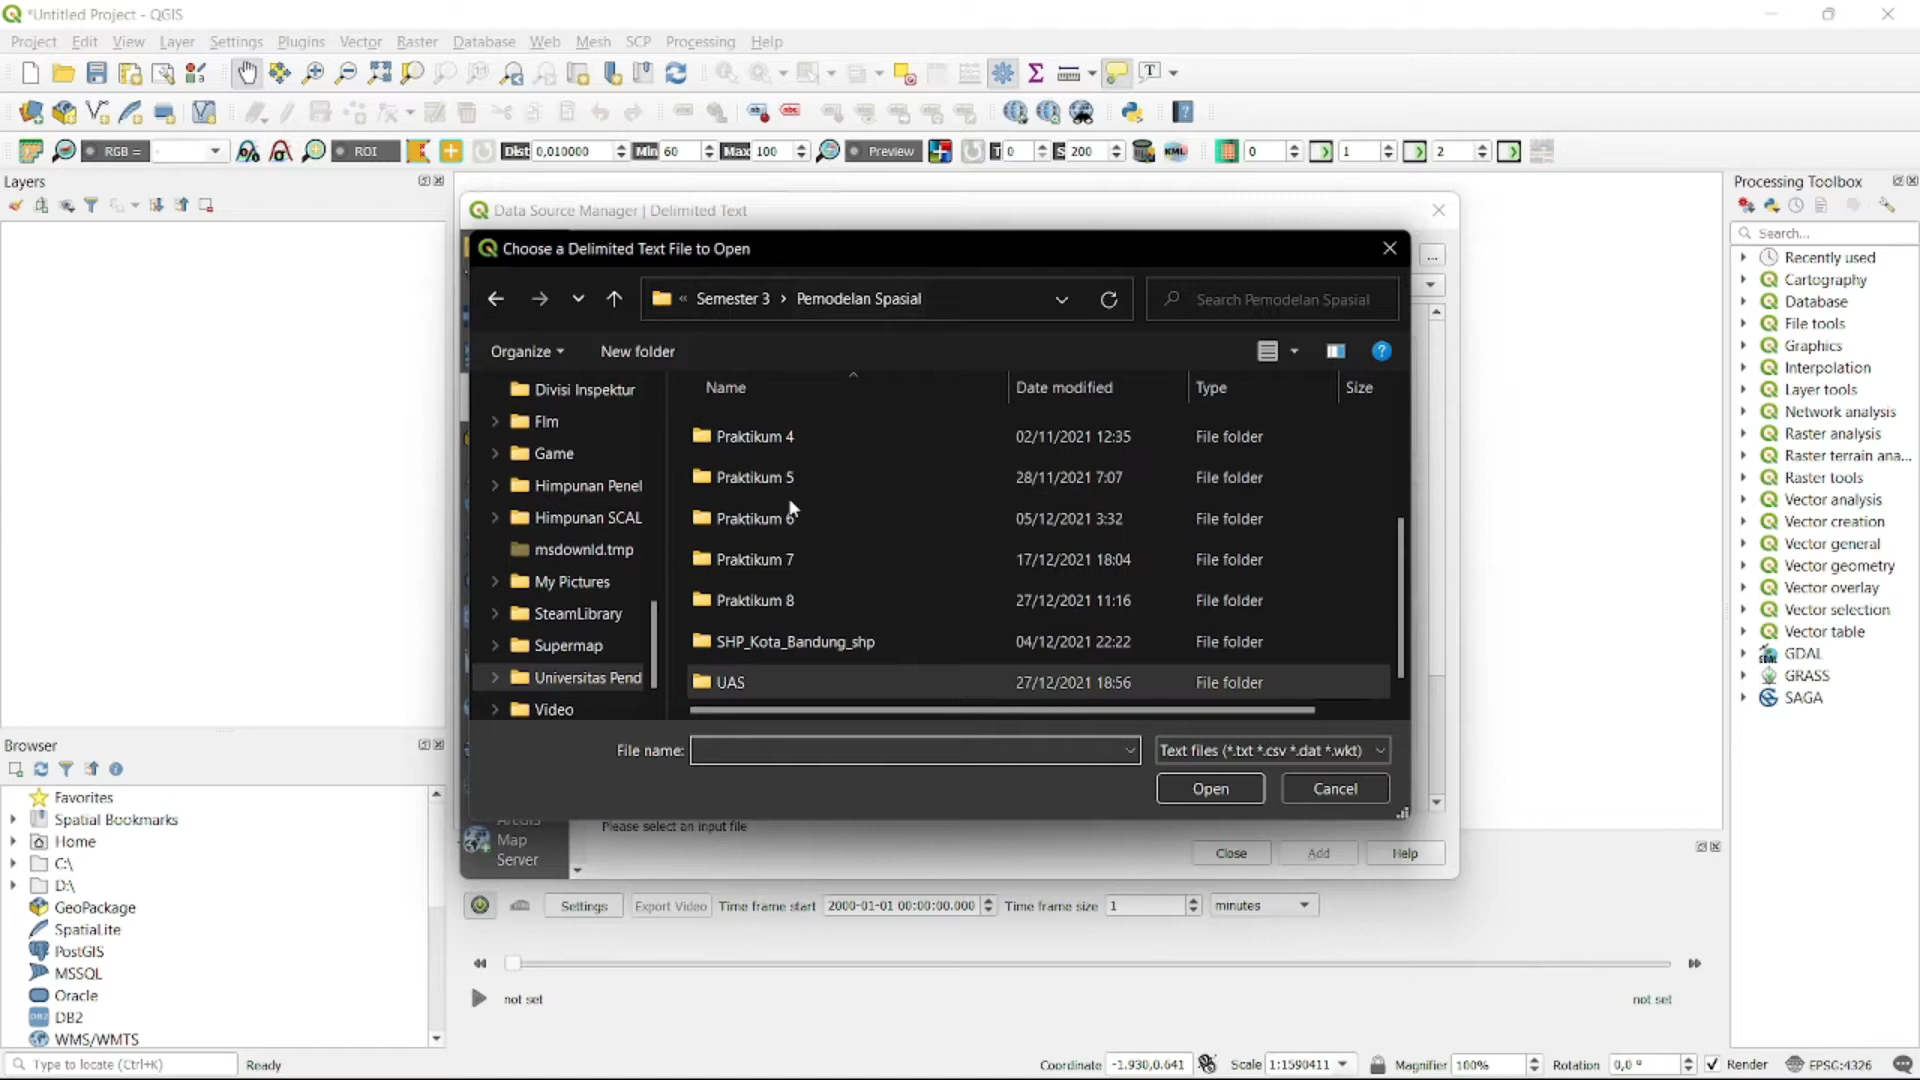 *Untitled Project - QGIS
Project Edit View Layer Settings Plugins Vector Raster Database Web Mesh SCP Processing Help
RGB = - ROI Dist 0,010000 Min 60 Max 100 Preview T 0 S 200 KML 0 1 2
Layers
Data Source Manager | Delimited Text
Processing Toolbox
Search...
Recently used
Cartography
Database
File tools
Graphics
Interpolation
Layer tools
Network analysis
Raster analysis
Raster terrain ana...
Raster tools
Vector analysis
Vector creation
Vector general
Vector geometry
Vector overlay
Vector selection
Vector table
GDAL
GRASS
SAGA
Choose a Delimited Text File to Open
« Semester 3 › Pemodelan Spasial
Search Pemodelan Spasial
Organize New folder
Divisi Inspektur
Flm
Game
Himpunan Penel
Himpunan SCAL
msdownld.tmp
My Pictures
SteamLibrary
Supermap
Universitas Pend
Video
Name Date modified Type Size
Praktikum 4 02/11/2021 12:35 File folder
Praktikum 5 28/11/2021 7:07 File folder
Praktikum 6 05/12/2021 3:32 File folder
Praktikum 7 17/12/2021 18:04 File folder
Praktikum 8 27/12/2021 11:16 File folder
SHP_Kota_Bandung_shp 04/12/2021 22:22 File folder
UAS 27/12/2021 18:56 File folder
File name: Text files (*.txt *.csv *.dat *.wkt)
Open Cancel
ArcGIS
Map
Server
Please select an input file
Close Add Help
Browser
Favorites
Spatial Bookmarks
Home
C:\
D:\
GeoPackage
SpatiaLite
PostGIS
MSSQL
Oracle
DB2
WMS/WMTS
Settings Export Video Time frame start 2000-01-01 00:00:00.000 Time frame size 1 minutes
not set not set
Type to locate (Ctrl+K) Ready Coordinate -1.930,0.641 Scale 1:1590411 Magnifier 100% Rotation 0,0 ° Render EPSG:4326